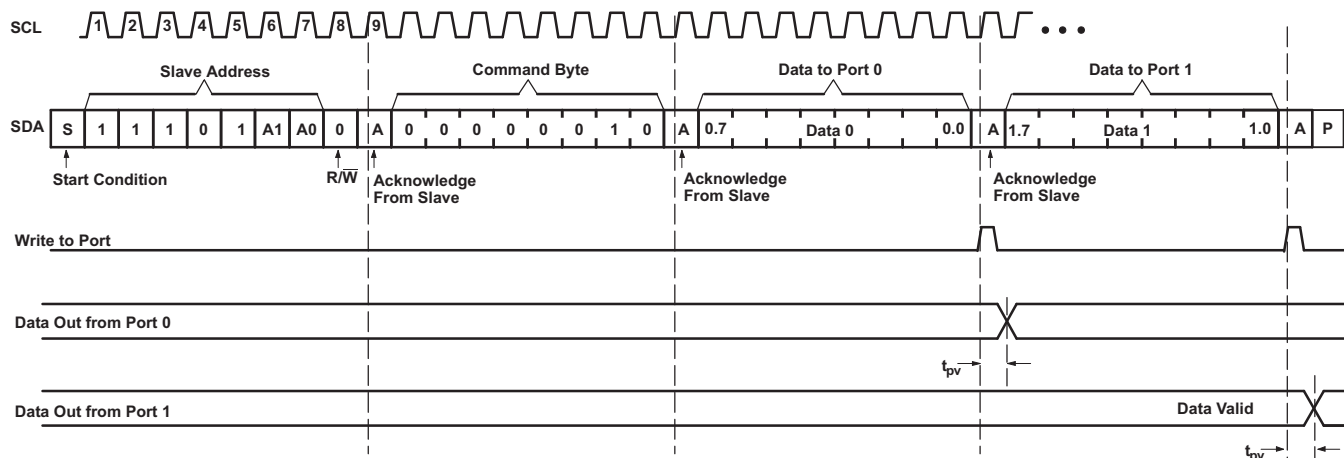 SCL 1 2 3 4 5 6 7 8 9 • • •
Slave Address Command Byte Data to Port 0 Data to Port 1
SDA S 1 1 1 0 1 A1 A0 0 A 0 0 0 0 0 0 1 0 A 0.7 Data 0 0.0 A 1.7 Data 1 1.0 A P
Start Condition R/W̅ Acknowledge From Slave Acknowledge From Slave Acknowledge From Slave
Write to Port
Data Out from Port 0
tpv
Data Out from Port 1 Data Valid
tpv